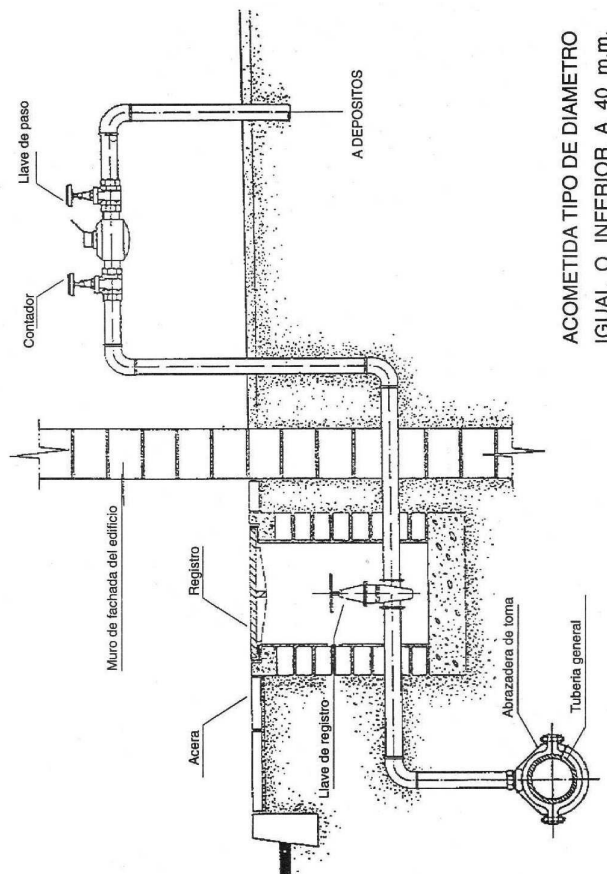 Llave de paso
Contador
A DEPOSITOS
Muro de fachada del edificio
Registro
Acera
Llave de registro
Abrazadera de toma
Tubería general
ACOMETIDA TIPO DE DIAMETRO
IGUAL O INFERIOR A 40 m.m.